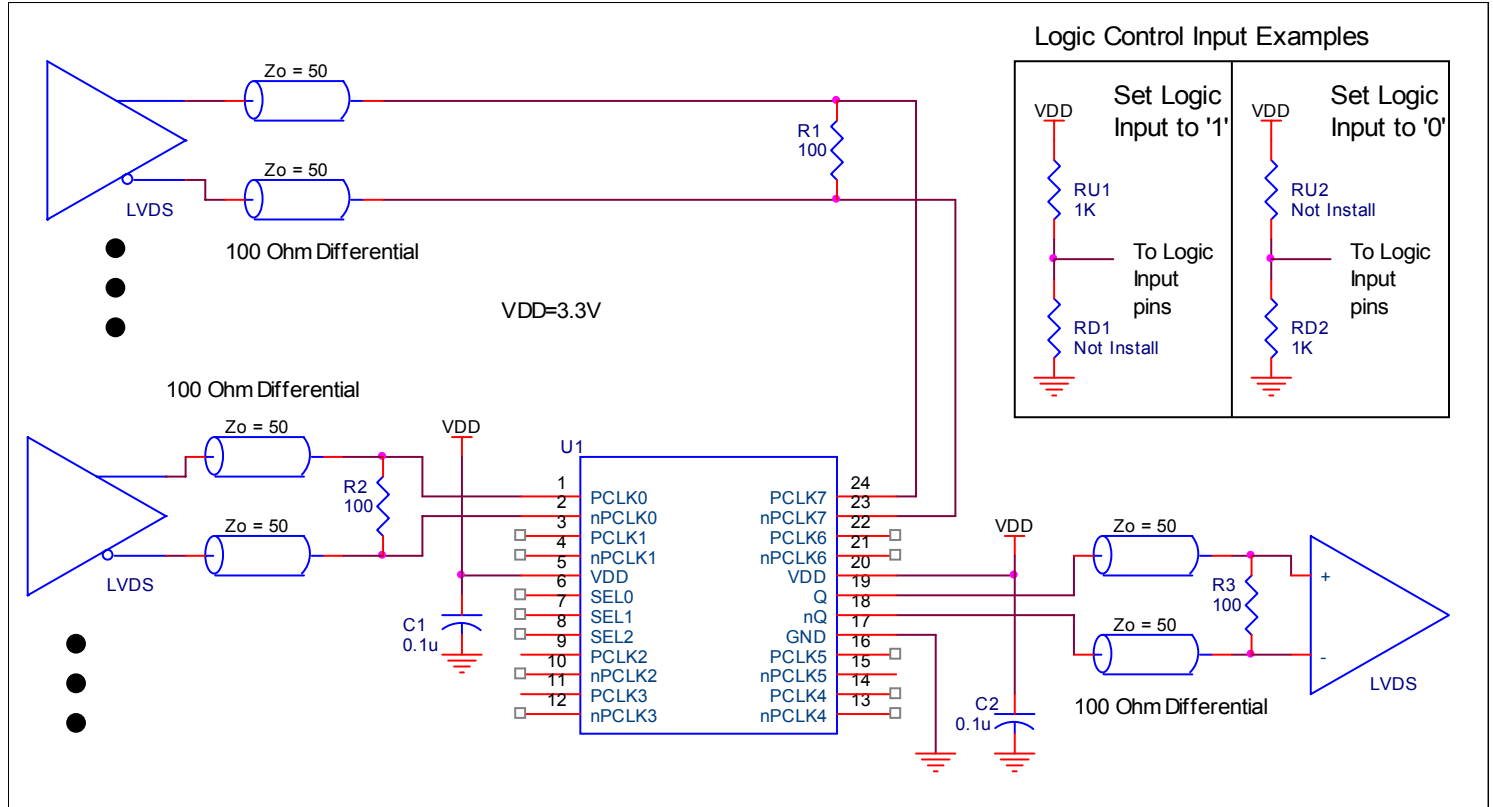 Logic Control Input Examples
Zo = 50
Zo = 50
LVDS
100 Ohm Differential
R1
100
VDD
Set Logic
Input to '1'
RU1
1K
To Logic
Input
pins
RD1
Not Install
VDD
Set Logic
Input to '0'
RU2
Not Install
To Logic
Input
pins
RD2
1K
VDD=3.3V
100 Ohm Differential
Zo = 50
Zo = 50
LVDS
R2
100
VDD
C1
0.1u
U1
1 PCLK0
2 nPCLK0
3 PCLK1
4 nPCLK1
5 VDD
6 SEL0
7 SEL1
8 SEL2
9 PCLK2
10 nPCLK2
11 PCLK3
12 nPCLK3
PCLK7 24
nPCLK7 23
PCLK6 22
nPCLK6 21
VDD 20
Q 19
nQ 18
GND 17
PCLK5 16
nPCLK5 15
PCLK4 14
nPCLK4 13
VDD
C2
0.1u
Zo = 50
Zo = 50
R3
100
+
-
LVDS
100 Ohm Differential